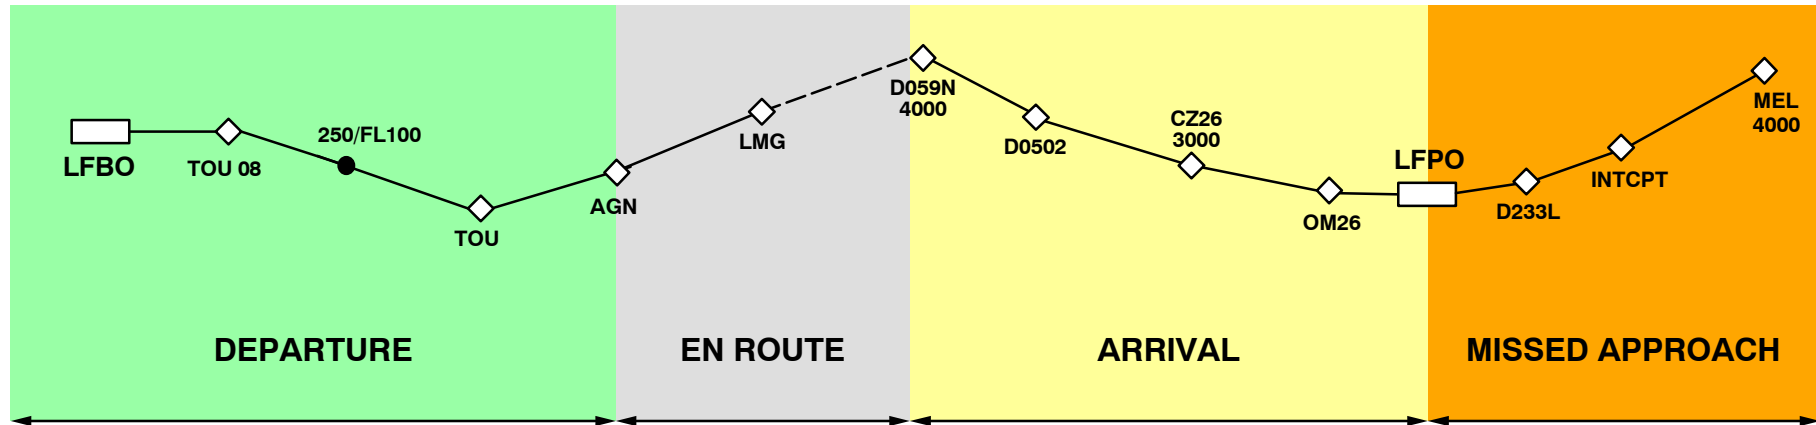 LFBO
TOU 08
250/FL100
TOU
AGN
LMG
D059N
4000
D0502
CZ26
3000
OM26
LFPO
D233L
INTCPT
MEL
4000
DEPARTURE
EN ROUTE
ARRIVAL
MISSED APPROACH